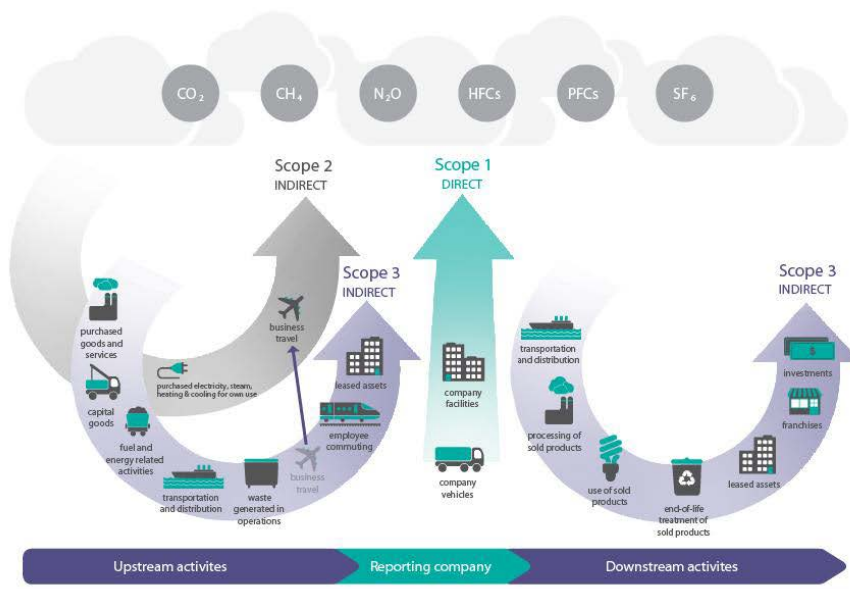 CO₂
CH₄
N₂O
HFCs
PFCs
SF₆
Scope 2
INDIRECT
Scope 1
DIRECT
Scope 3
INDIRECT
Scope 3
INDIRECT
purchased
goods and
services
capital
goods
fuel and
energy related
activities
transportation
and distribution
waste
generated in
operations
business
travel
business
travel
purchased electricity, steam,
heating & cooling for own use
employee
commuting
leased assets
company
facilities
company
vehicles
transportation
and distribution
processing of
sold products
use of sold
products
end-of-life
treatment of
sold products
leased assets
franchises
investments
$
Upstream activites
Reporting company
Downstream activites